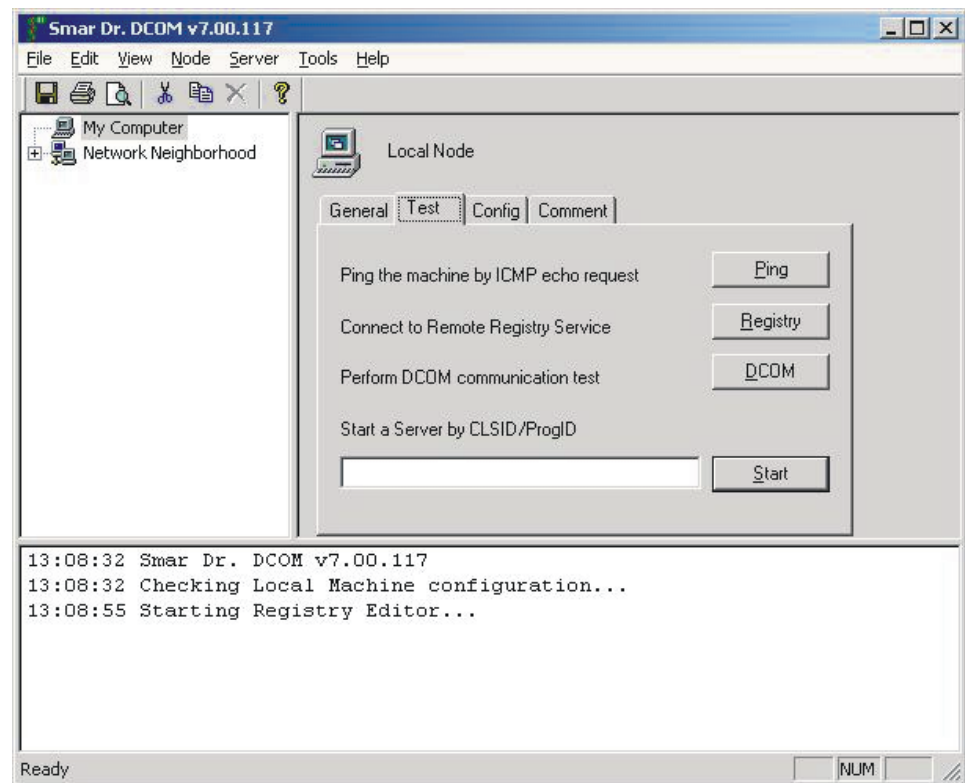 Smar Dr. DCOM v7.00.117
File Edit View Node Server Tools Help
My Computer
Network Neighborhood
Local Node
General Test Config Comment
Ping the machine by ICMP echo request Ping
Connect to Remote Registry Service Registry
Perform DCOM communication test DCOM
Start a Server by CLSID/ProgID
Start
13:08:32 Smar Dr. DCOM v7.00.117
13:08:32 Checking Local Machine configuration...
13:08:55 Starting Registry Editor...
Ready NUM